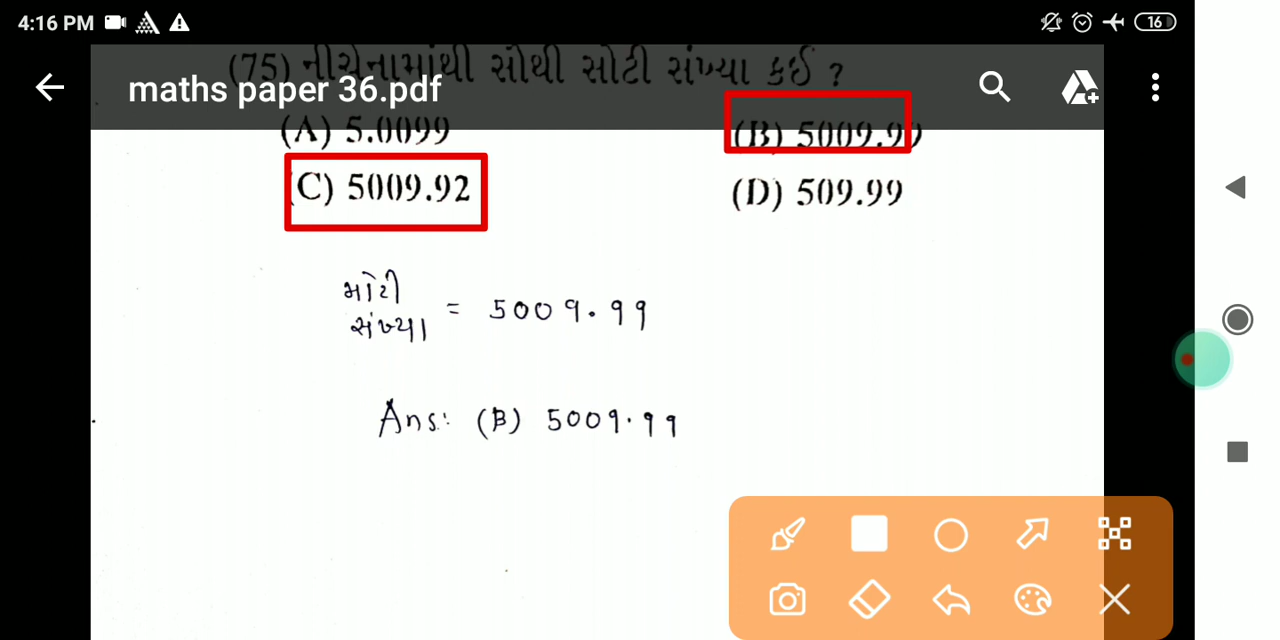 4:16 PM 16
(75) નીચેનામાંથી સૌથી મોટી સંખ્યા કઈ ?
maths paper 36.pdf
(A) 5.0099 (B) 5009.99
(C) 5009.92 (D) 509.99
મોટી
સંખ્યા = 5009.99
Ans: (B) 5009.99